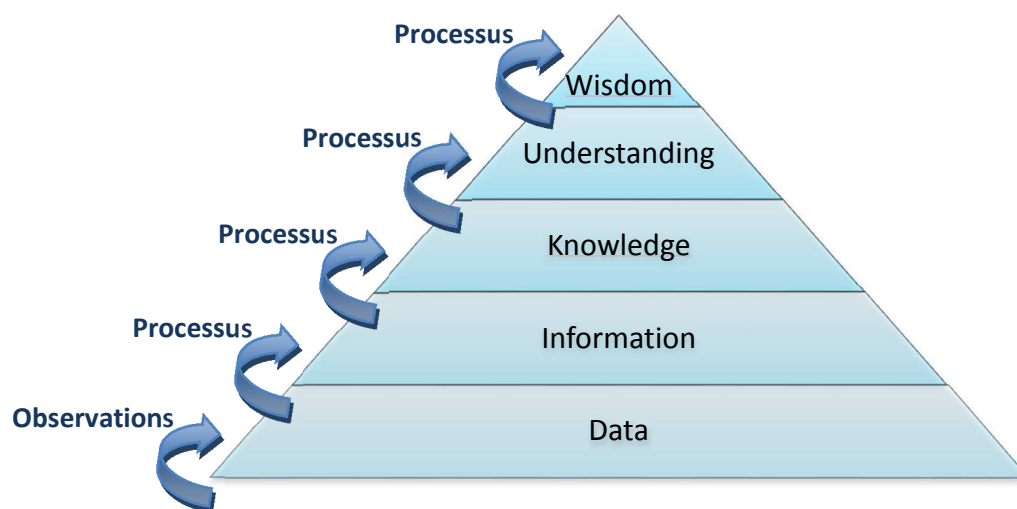 Processus
Wisdom
Processus
Understanding
Processus
Knowledge
Processus
Information
Observations
Data